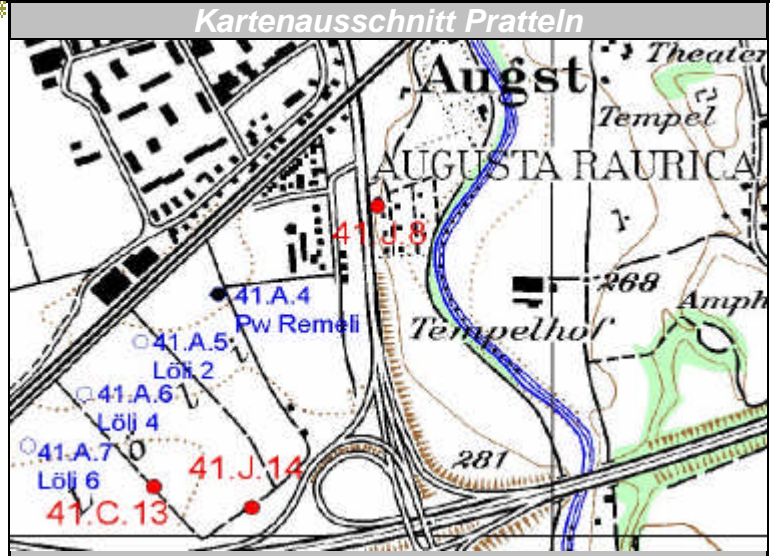 Kartenausschnitt Pratteln
Augst
Theater
Tempel
AUGUSTA RAURICA
41.J.8
268
41.A.4
Pw Remeli
Amph
Tempelhof
41.A.5
Löli 2
41.A.6
Löli 4
41.A.7
Löli 6
281
41.J.14
41.C.13